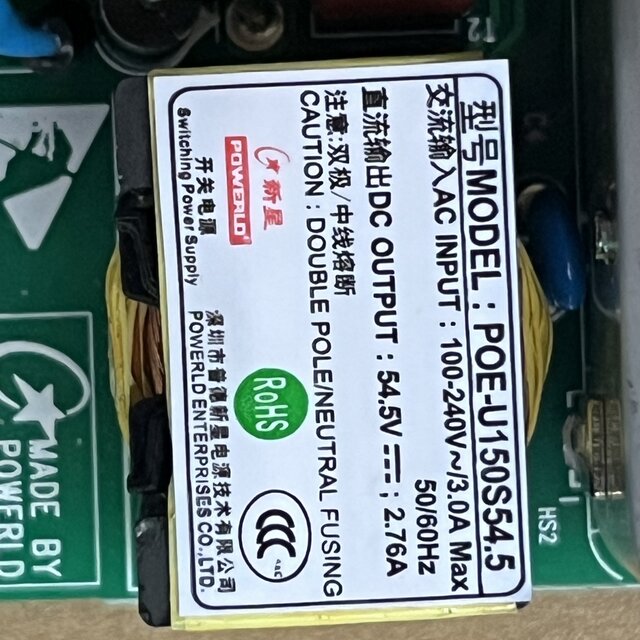 型号MODEL : POE-U150S54.5
交流输入AC INPUT : 100-240V~/3.0A Max
50/60Hz
直流输出DC OUTPUT : 54.5V⎓; 2.76A
注意:双极/中线熔断
CAUTION : DOUBLE POLE/NEUTRAL FUSING
新星
POWERLD
开关电源
Switching Power Supply
RoHS
CCC
S&E
深圳市普德新星电源技术有限公司
POWERLD ENTERPRISES CO.,LTD.
MADE BY
POWERLD
HS2